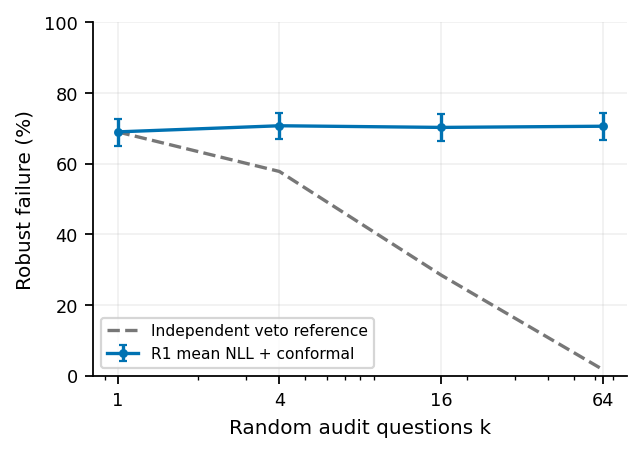 100
80
60
40
20
0
Robust failure (%)
Independent veto reference
R1 mean NLL + conformal
1 4 16 64
Random audit questions k